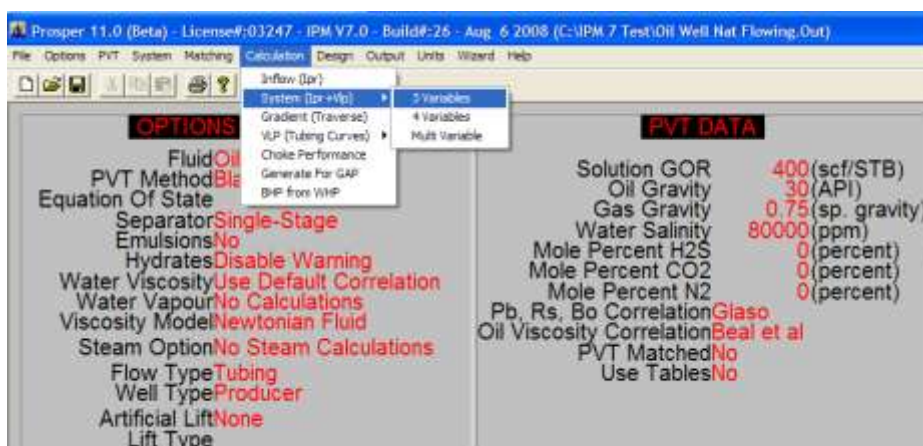 Prosper 11.0 (Beta) - License#:03247 - IPM V7.0 - Build#:26 - Aug 6 2008 (C:\IPM 7 Test\Oil Well Nat Flowing.Out)
File Options PVT System Matching Calculation Design Output Units Wizard Help
Inflow (Ipr)
System (Ipr+Vlp) 3 Variables
Gradient (Traverse) 4 Variables
VLP (Tubing Curves) Multi Variable
Choke Performance
Generate For GAP
BHP from WHP
OPTIONS
Fluid Oil
PVT Method Bla
Equation Of State
Separator Single-Stage
Emulsions No
Hydrates Disable Warning
Water Viscosity Use Default Correlation
Water Vapour No Calculations
Viscosity Model Newtonian Fluid
Steam Option No Steam Calculations
Flow Type Tubing
Well Type Producer
Artificial Lift None
Lift Type
PVT DATA
Solution GOR 400 (scf/STB)
Oil Gravity 30 (API)
Gas Gravity 0.75 (sp. gravity)
Water Salinity 80000 (ppm)
Mole Percent H2S 0 (percent)
Mole Percent CO2 0 (percent)
Mole Percent N2 0 (percent)
Pb, Rs, Bo Correlation Glaso
Oil Viscosity Correlation Beal et al
PVT Matched No
Use Tables No